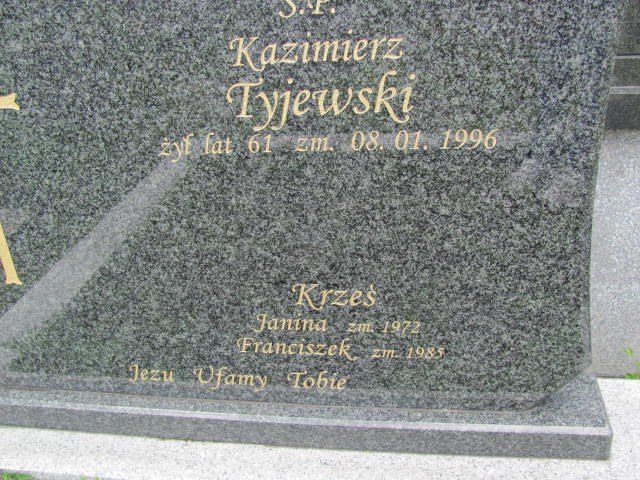 Ś.P.
Kazimierz
Tyjewski
żył lat 61 zm. 08. 01. 1996
Krześ
Janina zm. 1972
Franciszek zm. 1985
Jezu Ufamy Tobie